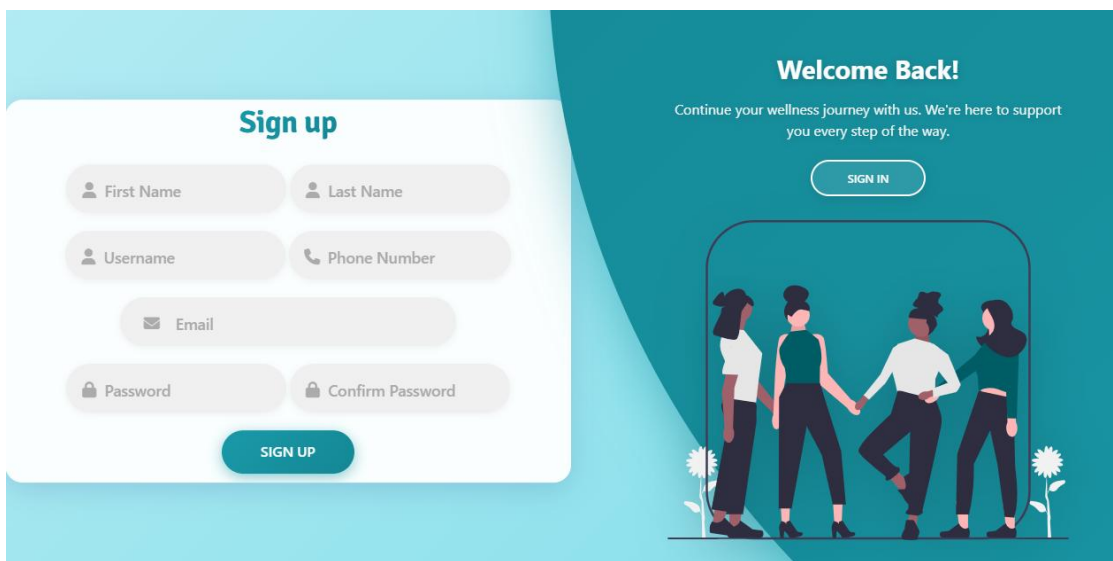 Sign up
First Name
Last Name
Username
Phone Number
Email
Password
Confirm Password
SIGN UP
Welcome Back!
Continue your wellness journey with us. We're here to support
you every step of the way.
SIGN IN